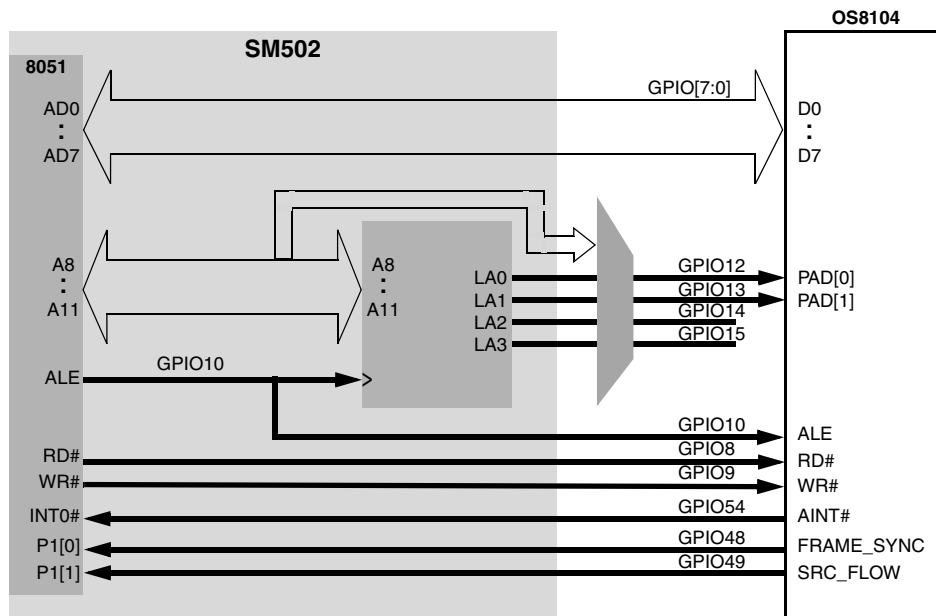 OS8104
SM502
8051
GPIO[7:0]
AD0
:
AD7
D0
:
D7
A8
:
A11
A8
:
A11
LA0
LA1
LA2
LA3
GPIO12
GPIO13
GPIO14
GPIO15
PAD[0]
PAD[1]
ALE
GPIO10
>
GPIO10
ALE
RD#
GPIO8
RD#
WR#
GPIO9
WR#
INT0#
GPIO54
AINT#
P1[0]
GPIO48
FRAME_SYNC
P1[1]
GPIO49
SRC_FLOW